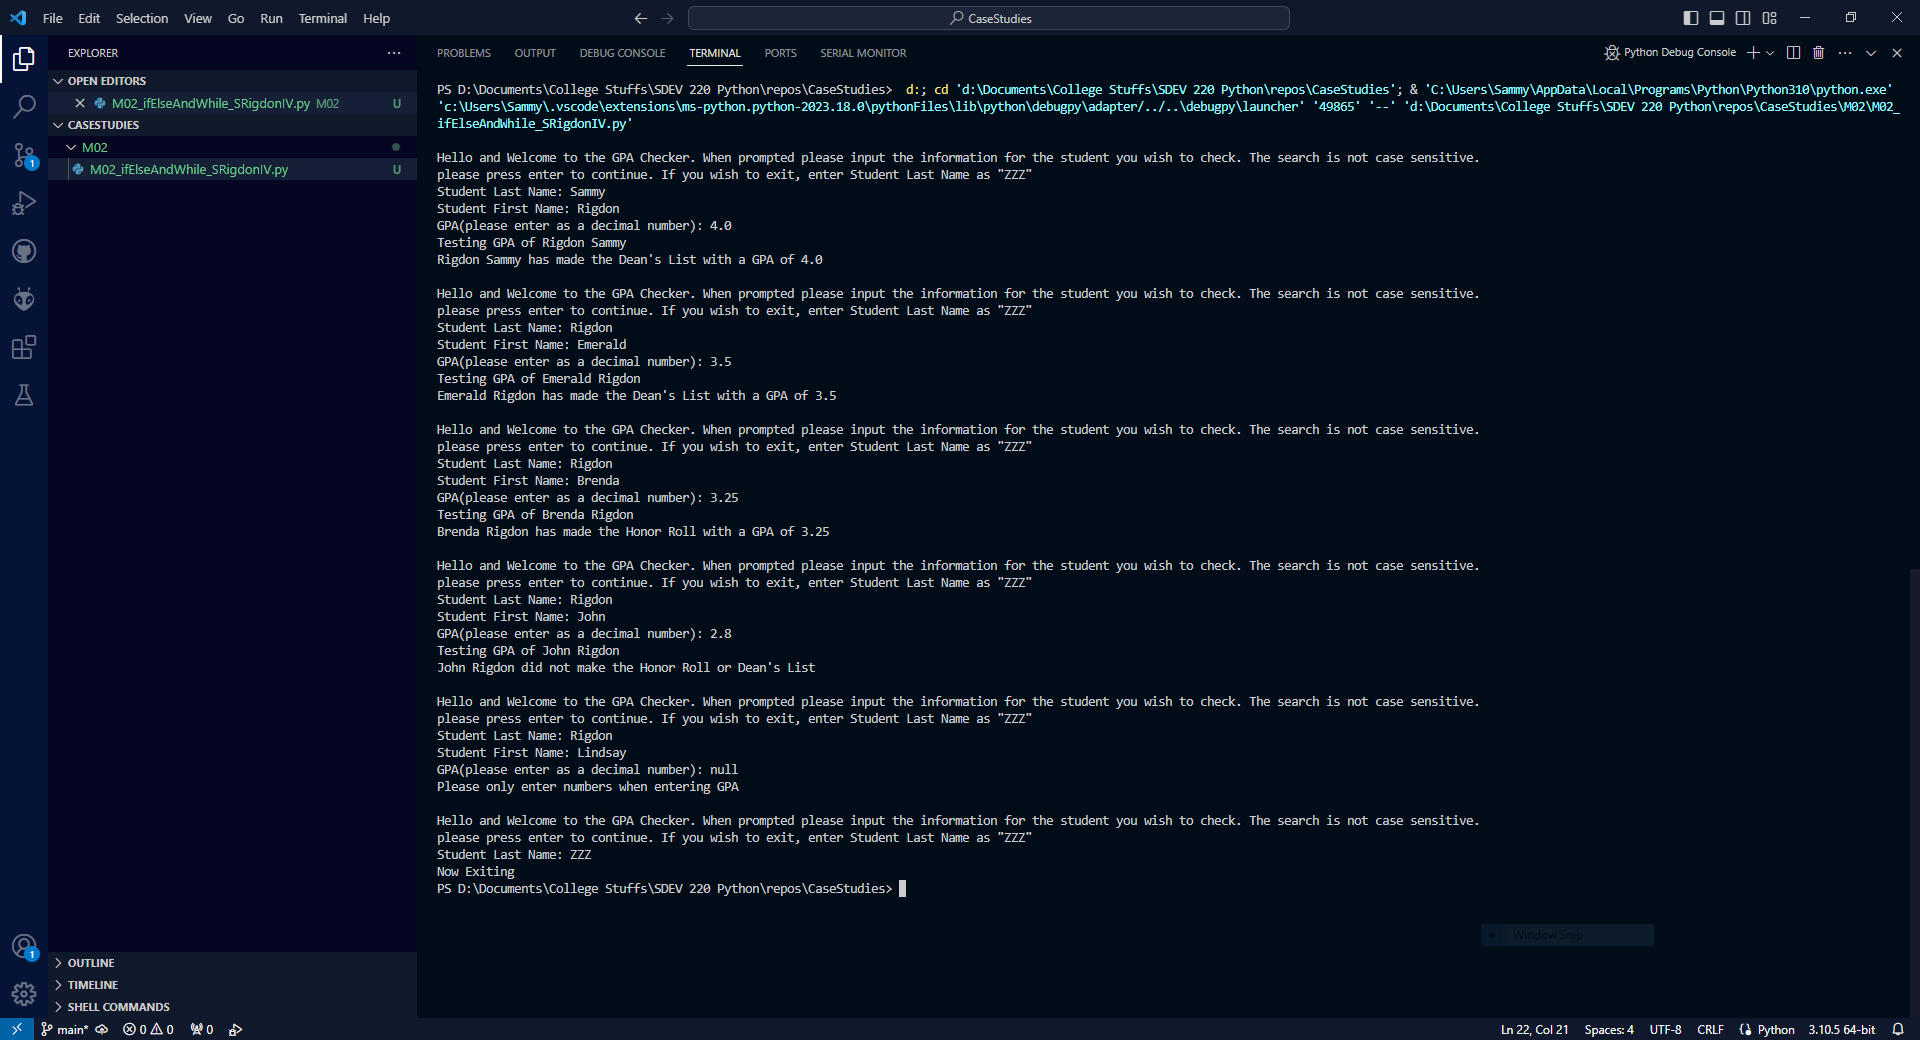 File Edit Selection View Go Run Terminal Help
CaseStudies
EXPLORER
OPEN EDITORS
M02_ifElseAndWhile_SRigdonIV.py M02 U
CASESTUDIES
M02
M02_ifElseAndWhile_SRigdonIV.py U
OUTLINE
TIMELINE
SHELL COMMANDS
1
1
PROBLEMS OUTPUT DEBUG CONSOLE TERMINAL PORTS SERIAL MONITOR
Python Debug Console
PS D:\Documents\College Stuffs\SDEV 220 Python\repos\CaseStudies>  d:; cd 'd:\Documents\College Stuffs\SDEV 220 Python\repos\CaseStudies'; & 'C:\Users\Sammy\AppData\Local\Programs\Python\Python310\python.exe'
'c:\Users\Sammy\.vscode\extensions\ms-python.python-2023.18.0\pythonFiles\lib\python\debugpy\adapter/../..\debugpy\launcher' '49865' '--' 'd:\Documents\College Stuffs\SDEV 220 Python\repos\CaseStudies\M02\M02_
ifElseAndWhile_SRigdonIV.py'
Hello and Welcome to the GPA Checker. When prompted please input the information for the student you wish to check. The search is not case sensitive.
please press enter to continue. If you wish to exit, enter Student Last Name as "ZZZ"
Student Last Name: Sammy
Student First Name: Rigdon
GPA(please enter as a decimal number): 4.0
Testing GPA of Rigdon Sammy
Rigdon Sammy has made the Dean's List with a GPA of 4.0
Hello and Welcome to the GPA Checker. When prompted please input the information for the student you wish to check. The search is not case sensitive.
please press enter to continue. If you wish to exit, enter Student Last Name as "ZZZ"
Student Last Name: Rigdon
Student First Name: Emerald
GPA(please enter as a decimal number): 3.5
Testing GPA of Emerald Rigdon
Emerald Rigdon has made the Dean's List with a GPA of 3.5
Hello and Welcome to the GPA Checker. When prompted please input the information for the student you wish to check. The search is not case sensitive.
please press enter to continue. If you wish to exit, enter Student Last Name as "ZZZ"
Student Last Name: Rigdon
Student First Name: Brenda
GPA(please enter as a decimal number): 3.25
Testing GPA of Brenda Rigdon
Brenda Rigdon has made the Honor Roll with a GPA of 3.25
Hello and Welcome to the GPA Checker. When prompted please input the information for the student you wish to check. The search is not case sensitive.
please press enter to continue. If you wish to exit, enter Student Last Name as "ZZZ"
Student Last Name: Rigdon
Student First Name: John
GPA(please enter as a decimal number): 2.8
Testing GPA of John Rigdon
John Rigdon did not make the Honor Roll or Dean's List
Hello and Welcome to the GPA Checker. When prompted please input the information for the student you wish to check. The search is not case sensitive.
please press enter to continue. If you wish to exit, enter Student Last Name as "ZZZ"
Student Last Name: Rigdon
Student First Name: Lindsay
GPA(please enter as a decimal number): null
Please only enter numbers when entering GPA
Hello and Welcome to the GPA Checker. When prompted please input the information for the student you wish to check. The search is not case sensitive.
please press enter to continue. If you wish to exit, enter Student Last Name as "ZZZ"
Student Last Name: ZZZ
Now Exiting
PS D:\Documents\College Stuffs\SDEV 220 Python\repos\CaseStudies>
Window Snip
main* 0 0 0 Ln 22, Col 21 Spaces: 4 UTF-8 CRLF Python 3.10.5 64-bit